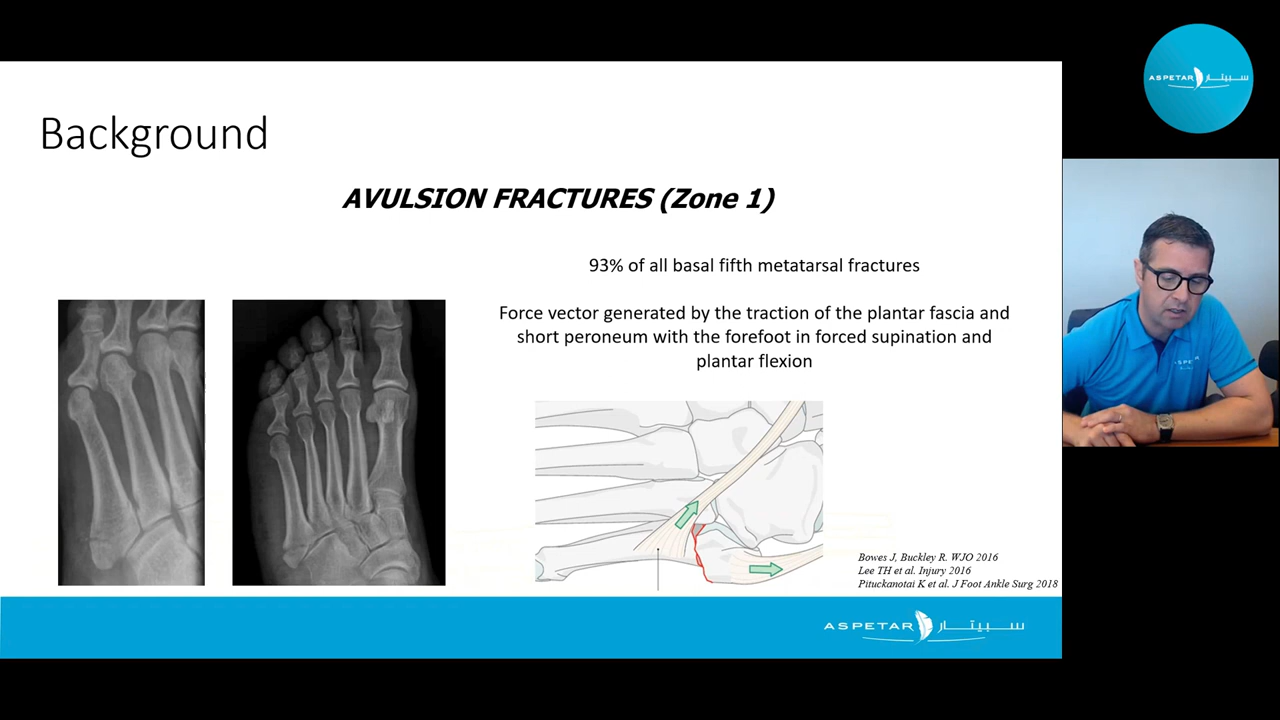 Background
AVULSION FRACTURES (Zone 1)
93% of all basal fifth metatarsal fractures
Force vector generated by the traction of the plantar fascia and
short peroneum with the forefoot in forced supination and
plantar flexion
Bowes J, Buckley R. WJO 2016
Lee TH et al. Injury 2016
Pituckanotai K et al. J Foot Ankle Surg 2018
ASPETAR سبيتار
ASPETAR سبيتار
ASPETAR